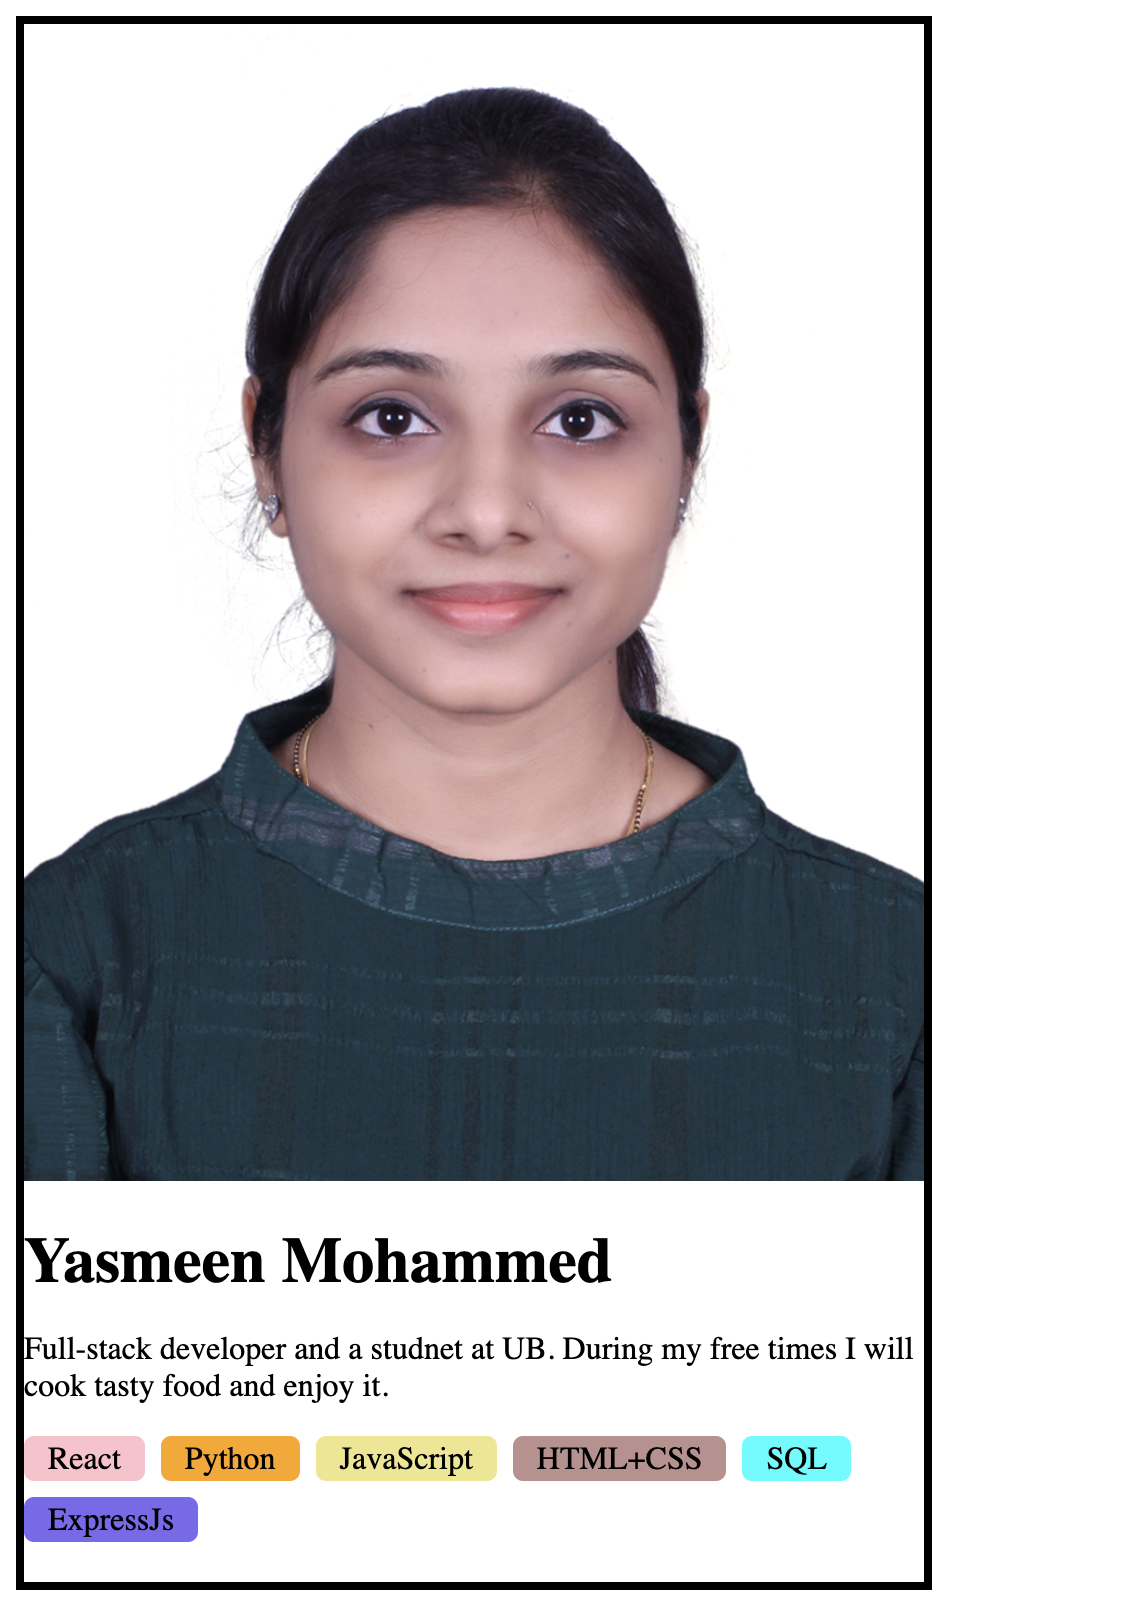 Yasmeen Mohammed
Full-stack developer and a studnet at UB. During my free times I will
cook tasty food and enjoy it.
React Python JavaScript HTML+CSS SQL
ExpressJs